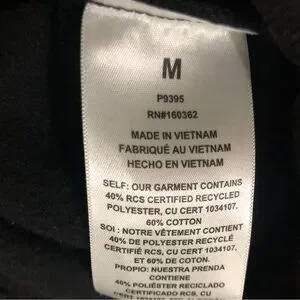 M
P9395
RN#160362
MADE IN VIETNAM
FABRIQUÉ AU VIETNAM
HECHO EN VIETNAM
SELF: OUR GARMENT CONTAINS
40% RCS CERTIFIED RECYCLED
POLYESTER, CU CERT 1034107.
60% COTTON
SOI : NOTRE VÊTEMENT CONTIENT
40% DE POLYESTER RECYCLÉ
CERTIFIÉ RCS, CU CERT 1034107,
ET 60% DE COTON.
PROPIO: NUESTRA PRENDA
CONTIENE
40% POLIÉSTER RECICLADO
CERTIFICADO RCS, CU